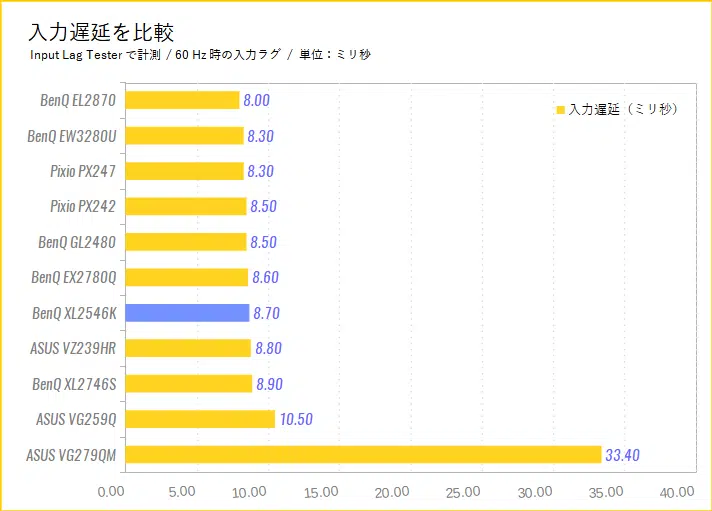 入力遅延を比較
Input Lag Tester で計測 / 60 Hz 時の入力ラグ / 単位：ミリ秒
入力遅延（ミリ秒）
BenQ EL2870 8.00
BenQ EW3280U 8.30
Pixio PX247 8.30
Pixio PX242 8.50
BenQ GL2480 8.50
BenQ EX2780Q 8.60
BenQ XL2546K 8.70
ASUS VZ239HR 8.80
BenQ XL2746S 8.90
ASUS VG259Q 10.50
ASUS VG279QM 33.40
0.00 5.00 10.00 15.00 20.00 25.00 30.00 35.00 40.00